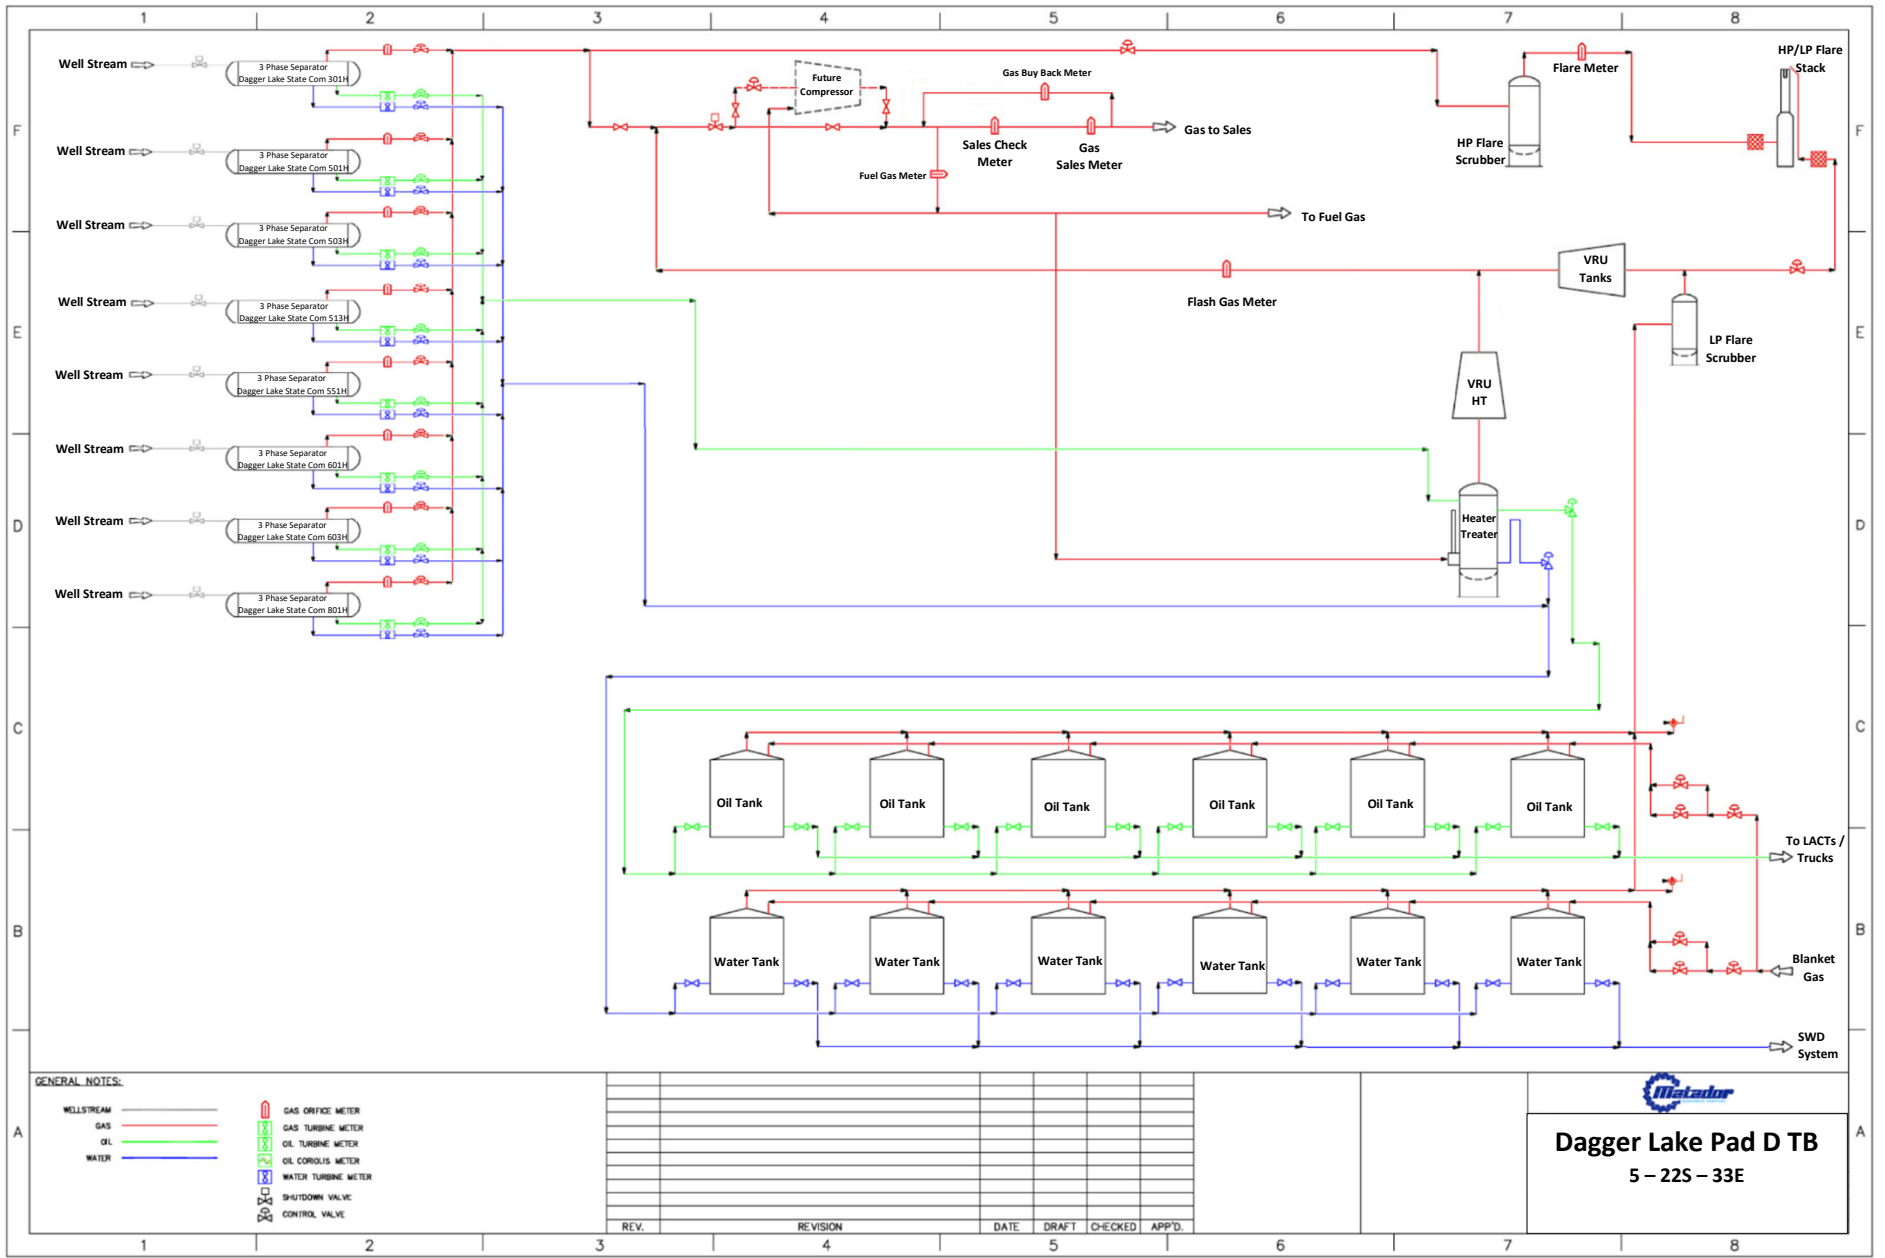 1 2 3 4 5 6 7 8
F
E
D
C
B
A
Well Stream
3 Phase Separator
Dagger Lake State Com 301H
Well Stream
3 Phase Separator
Dagger Lake State Com 501H
Well Stream
3 Phase Separator
Dagger Lake State Com 503H
Well Stream
3 Phase Separator
Dagger Lake State Com 513H
Well Stream
3 Phase Separator
Dagger Lake State Com 551H
Well Stream
3 Phase Separator
Dagger Lake State Com 601H
Well Stream
3 Phase Separator
Dagger Lake State Com 603H
Well Stream
3 Phase Separator
Dagger Lake State Com 801H
Future
Compressor
Gas Buy Back Meter
Sales Check
Meter
Gas
Sales Meter
Gas to Sales
Fuel Gas Meter
To Fuel Gas
Flash Gas Meter
HP Flare
Scrubber
Flare Meter
HP/LP Flare
Stack
VRU
Tanks
LP Flare
Scrubber
VRU
HT
Heater
Treater
Oil Tank
Oil Tank
Oil Tank
Oil Tank
Oil Tank
Oil Tank
To LACTs /
Trucks
Water Tank
Water Tank
Water Tank
Water Tank
Water Tank
Water Tank
Blanket
Gas
SWD
System
F
E
D
C
B
A
GENERAL NOTES:
WELLSTREAM
GAS
OIL
WATER
GAS ORIFICE METER
GAS TURBINE METER
OIL TURBINE METER
OIL CORIOLIS METER
WATER TURBINE METER
SHUTDOWN VALVE
CONTROL VALVE
REV. REVISION DATE DRAFT CHECKED APP'D.
Matador
Dagger Lake Pad D TB
5 – 22S – 33E
1 2 3 4 5 6 7 8